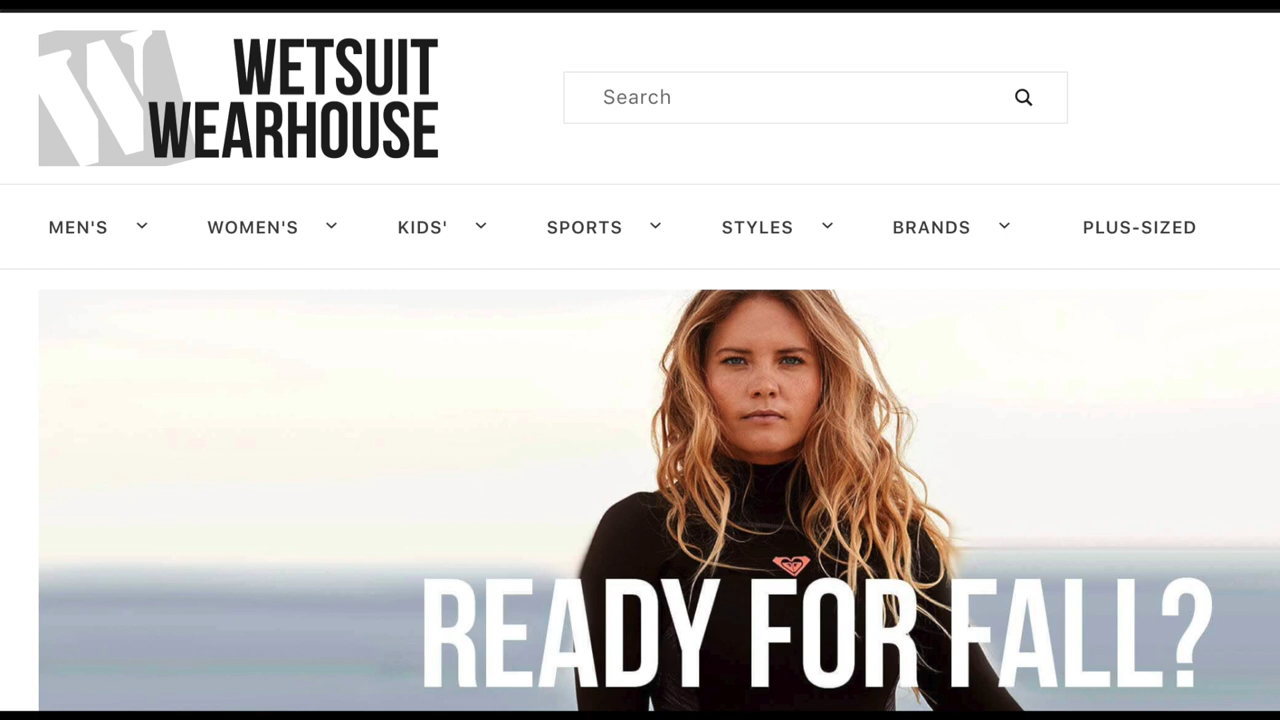 WETSUIT
WEARHOUSE
Search
MEN'S WOMEN'S KIDS' SPORTS STYLES BRANDS PLUS-SIZED
READY FOR FALL?